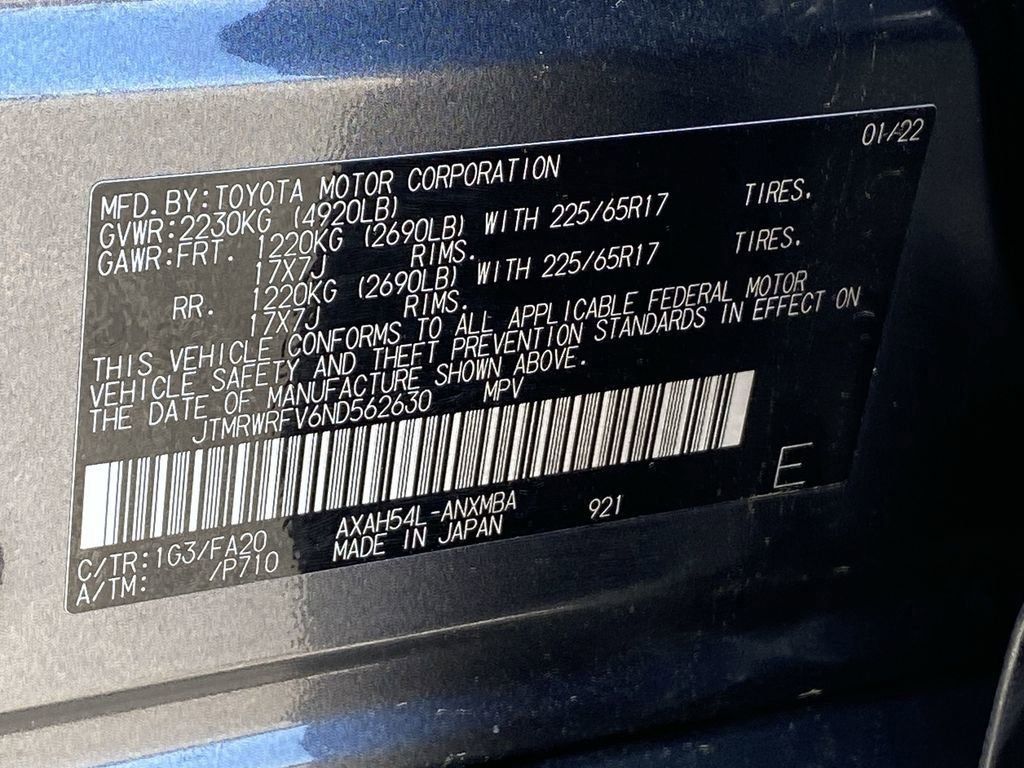 01/22
MFD. BY: TOYOTA MOTOR CORPORATION
GVWR: 2230KG (4920LB)
GAWR: FRT. 1220KG (2690LB) WITH 225/65R17 TIRES.
17X7J RIMS.
RR. 1220KG (2690LB) WITH 225/65R17 TIRES.
17X7J RIMS.
THIS VEHICLE CONFORMS TO ALL APPLICABLE FEDERAL MOTOR
VEHICLE SAFETY AND THEFT PREVENTION STANDARDS IN EFFECT ON
THE DATE OF MANUFACTURE SHOWN ABOVE.
JTMRWRFV6ND562630 MPV
E
AXAH54L-ANXMBA 921
C/TR: 1G3/FA20 MADE IN JAPAN
A/TM: /P710